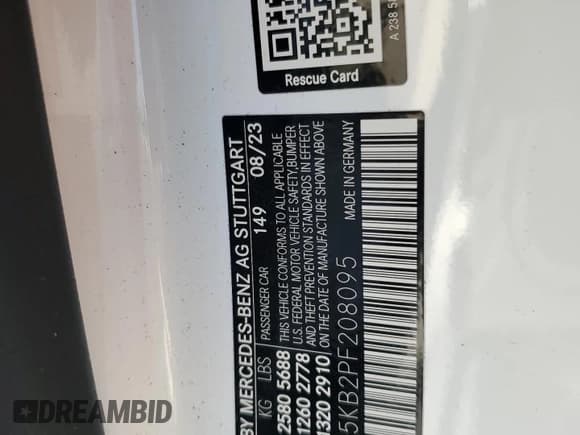 A 238 5
Rescue Card
BY MERCEDES-BENZ AG STUTTGART
149 08/23
KG LBS PASSENGER CAR
2580 5688
1260 2778
1320 2910
THIS VEHICLE CONFORMS TO ALL APPLICABLE
U.S. FEDERAL MOTOR VEHICLE SAFETY,BUMPER
AND THEFT PREVENTION STANDARDS IN EFFECT
ON THE DATE OF MANUFACTURE SHOWN ABOVE
5KB2PF208095 MADE IN GERMANY
DREAMBID